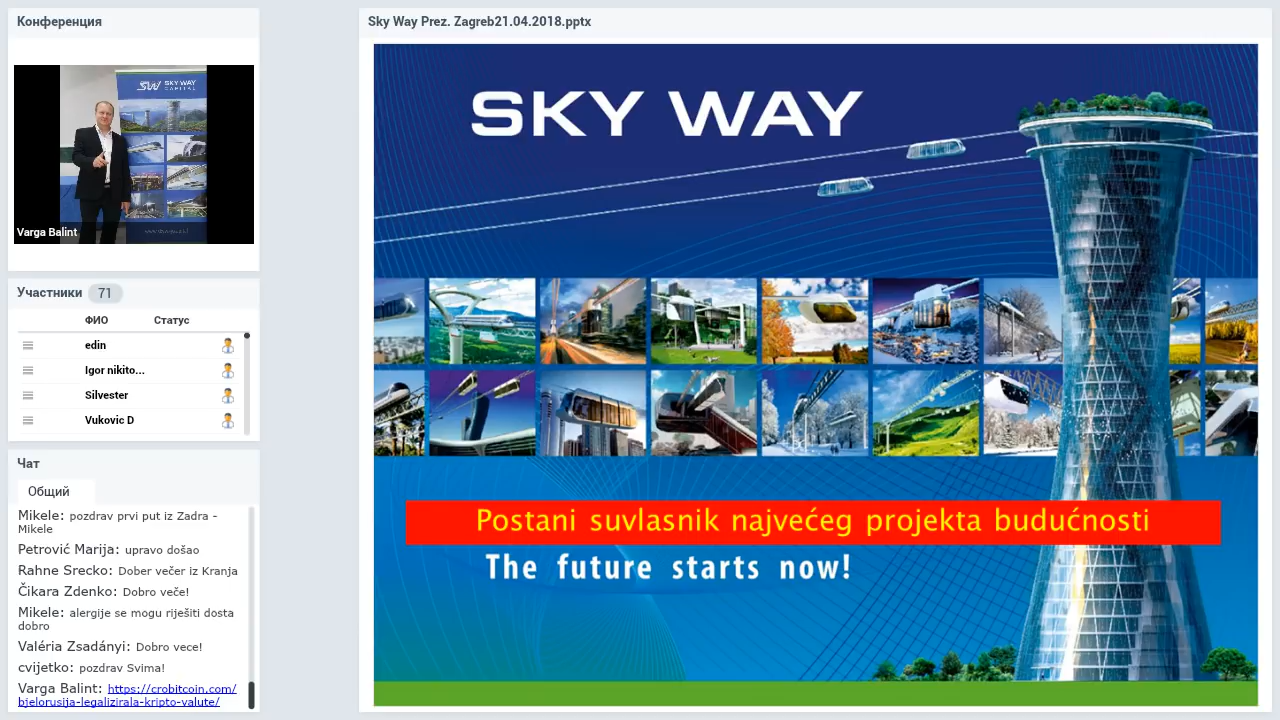 Конференция
SKY WAY
CAPITAL
Varga Balint
Участники 71
ФИО Статус
edin
Igor nikito...
Silvester
Vukovic D
Чат
Общий
Mikele: pozdrav prvi put iz Zadra -
Mikele
Petrović Marija: upravo došao
Rahne Srecko: Dober večer iz Kranja
Čikara Zdenko: Dobro veče!
Mikele: alergije se mogu riješiti dosta
dobro
Valéria Zsadányi: Dobro vece!
cvijetko: pozdrav Svima!
Varga Balint: https://crobitcoin.com/
bjelorusija-legalizirala-kripto-valute/
Sky Way Prez. Zagreb21.04.2018.pptx
SKY WAY
Postani suvlasnik najvećeg projekta budućnosti
The future starts now!